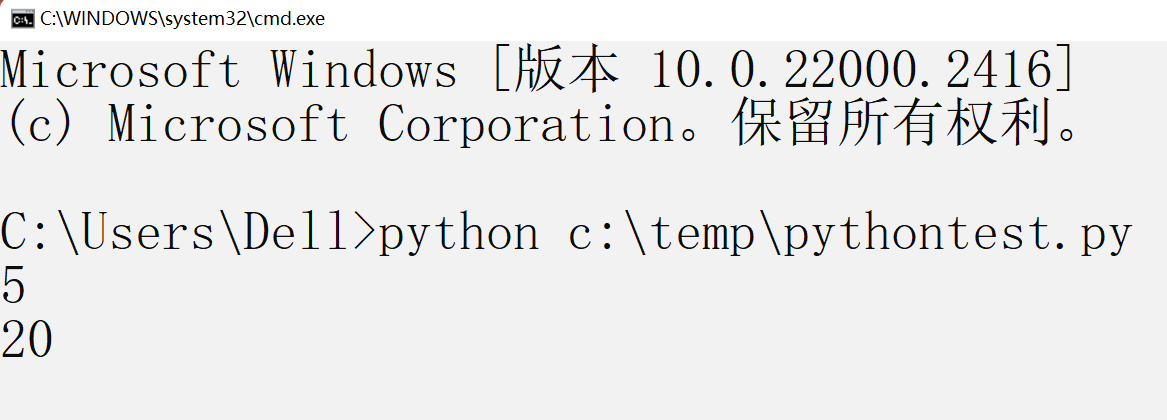 C:\WINDOWS\system32\cmd.exe
Microsoft Windows [版本 10.0.22000.2416]
(c) Microsoft Corporation。保留所有权利。
C:\Users\Dell>python c:\temp\pythontest.py
5
20